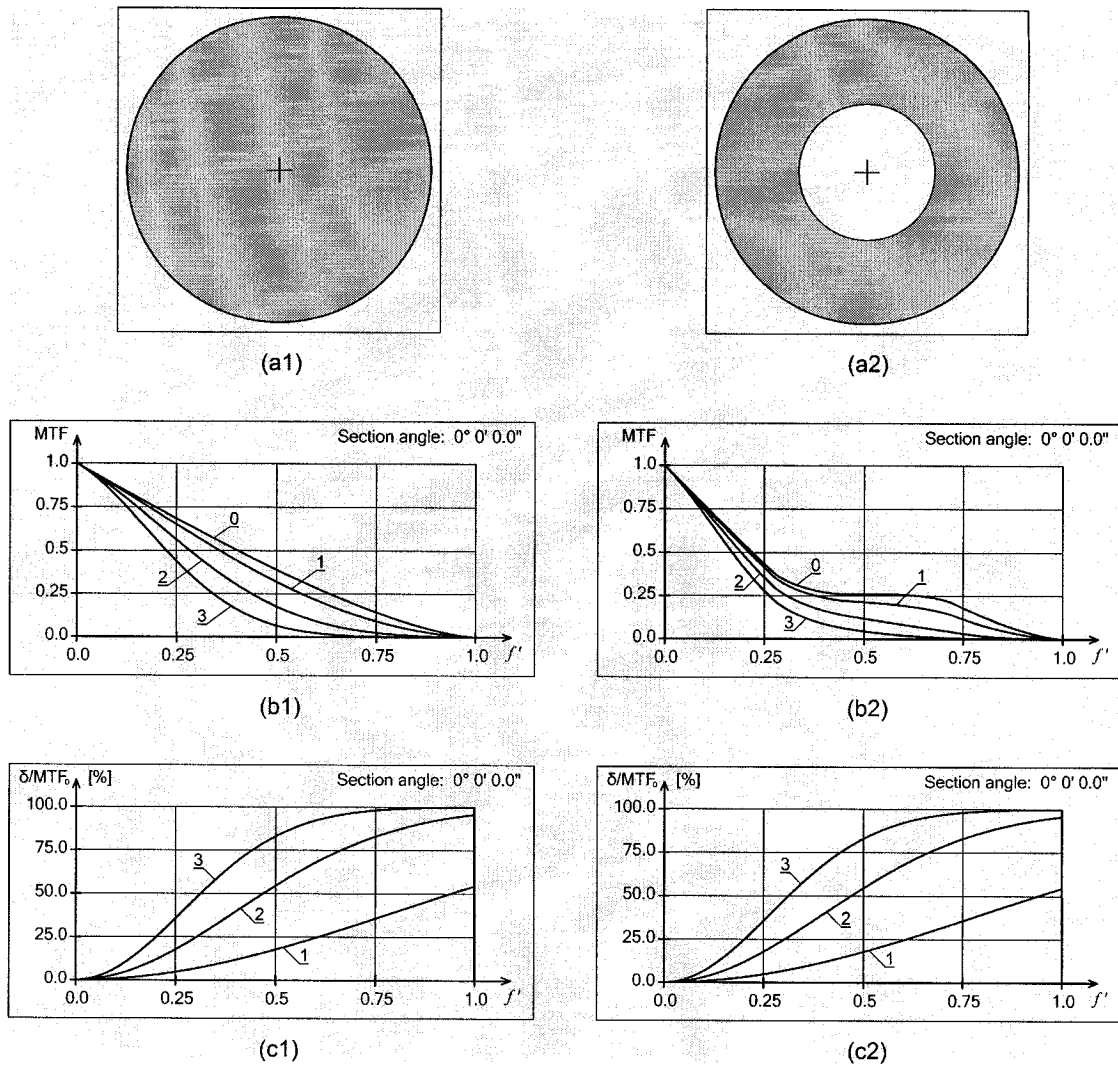 (a1)
(a2)
MTF
Section angle: 0° 0' 0.0"
1.0
0.75
0.5
0.25
0.0
0
1
2
3
0.0 0.25 0.5 0.75 1.0 f'
(b1)
MTF
Section angle: 0° 0' 0.0"
1.0
0.75
0.5
0.25
0.0
0
1
2
3
0.0 0.25 0.5 0.75 1.0 f'
(b2)
δ/MTF₀ [%]
Section angle: 0° 0' 0.0"
100.0
75.0
50.0
25.0
0.0
3
2
1
0.0 0.25 0.5 0.75 1.0 f'
(c1)
δ/MTF₀ [%]
Section angle: 0° 0' 0.0"
100.0
75.0
50.0
25.0
0.0
3
2
1
0.0 0.25 0.5 0.75 1.0 f'
(c2)